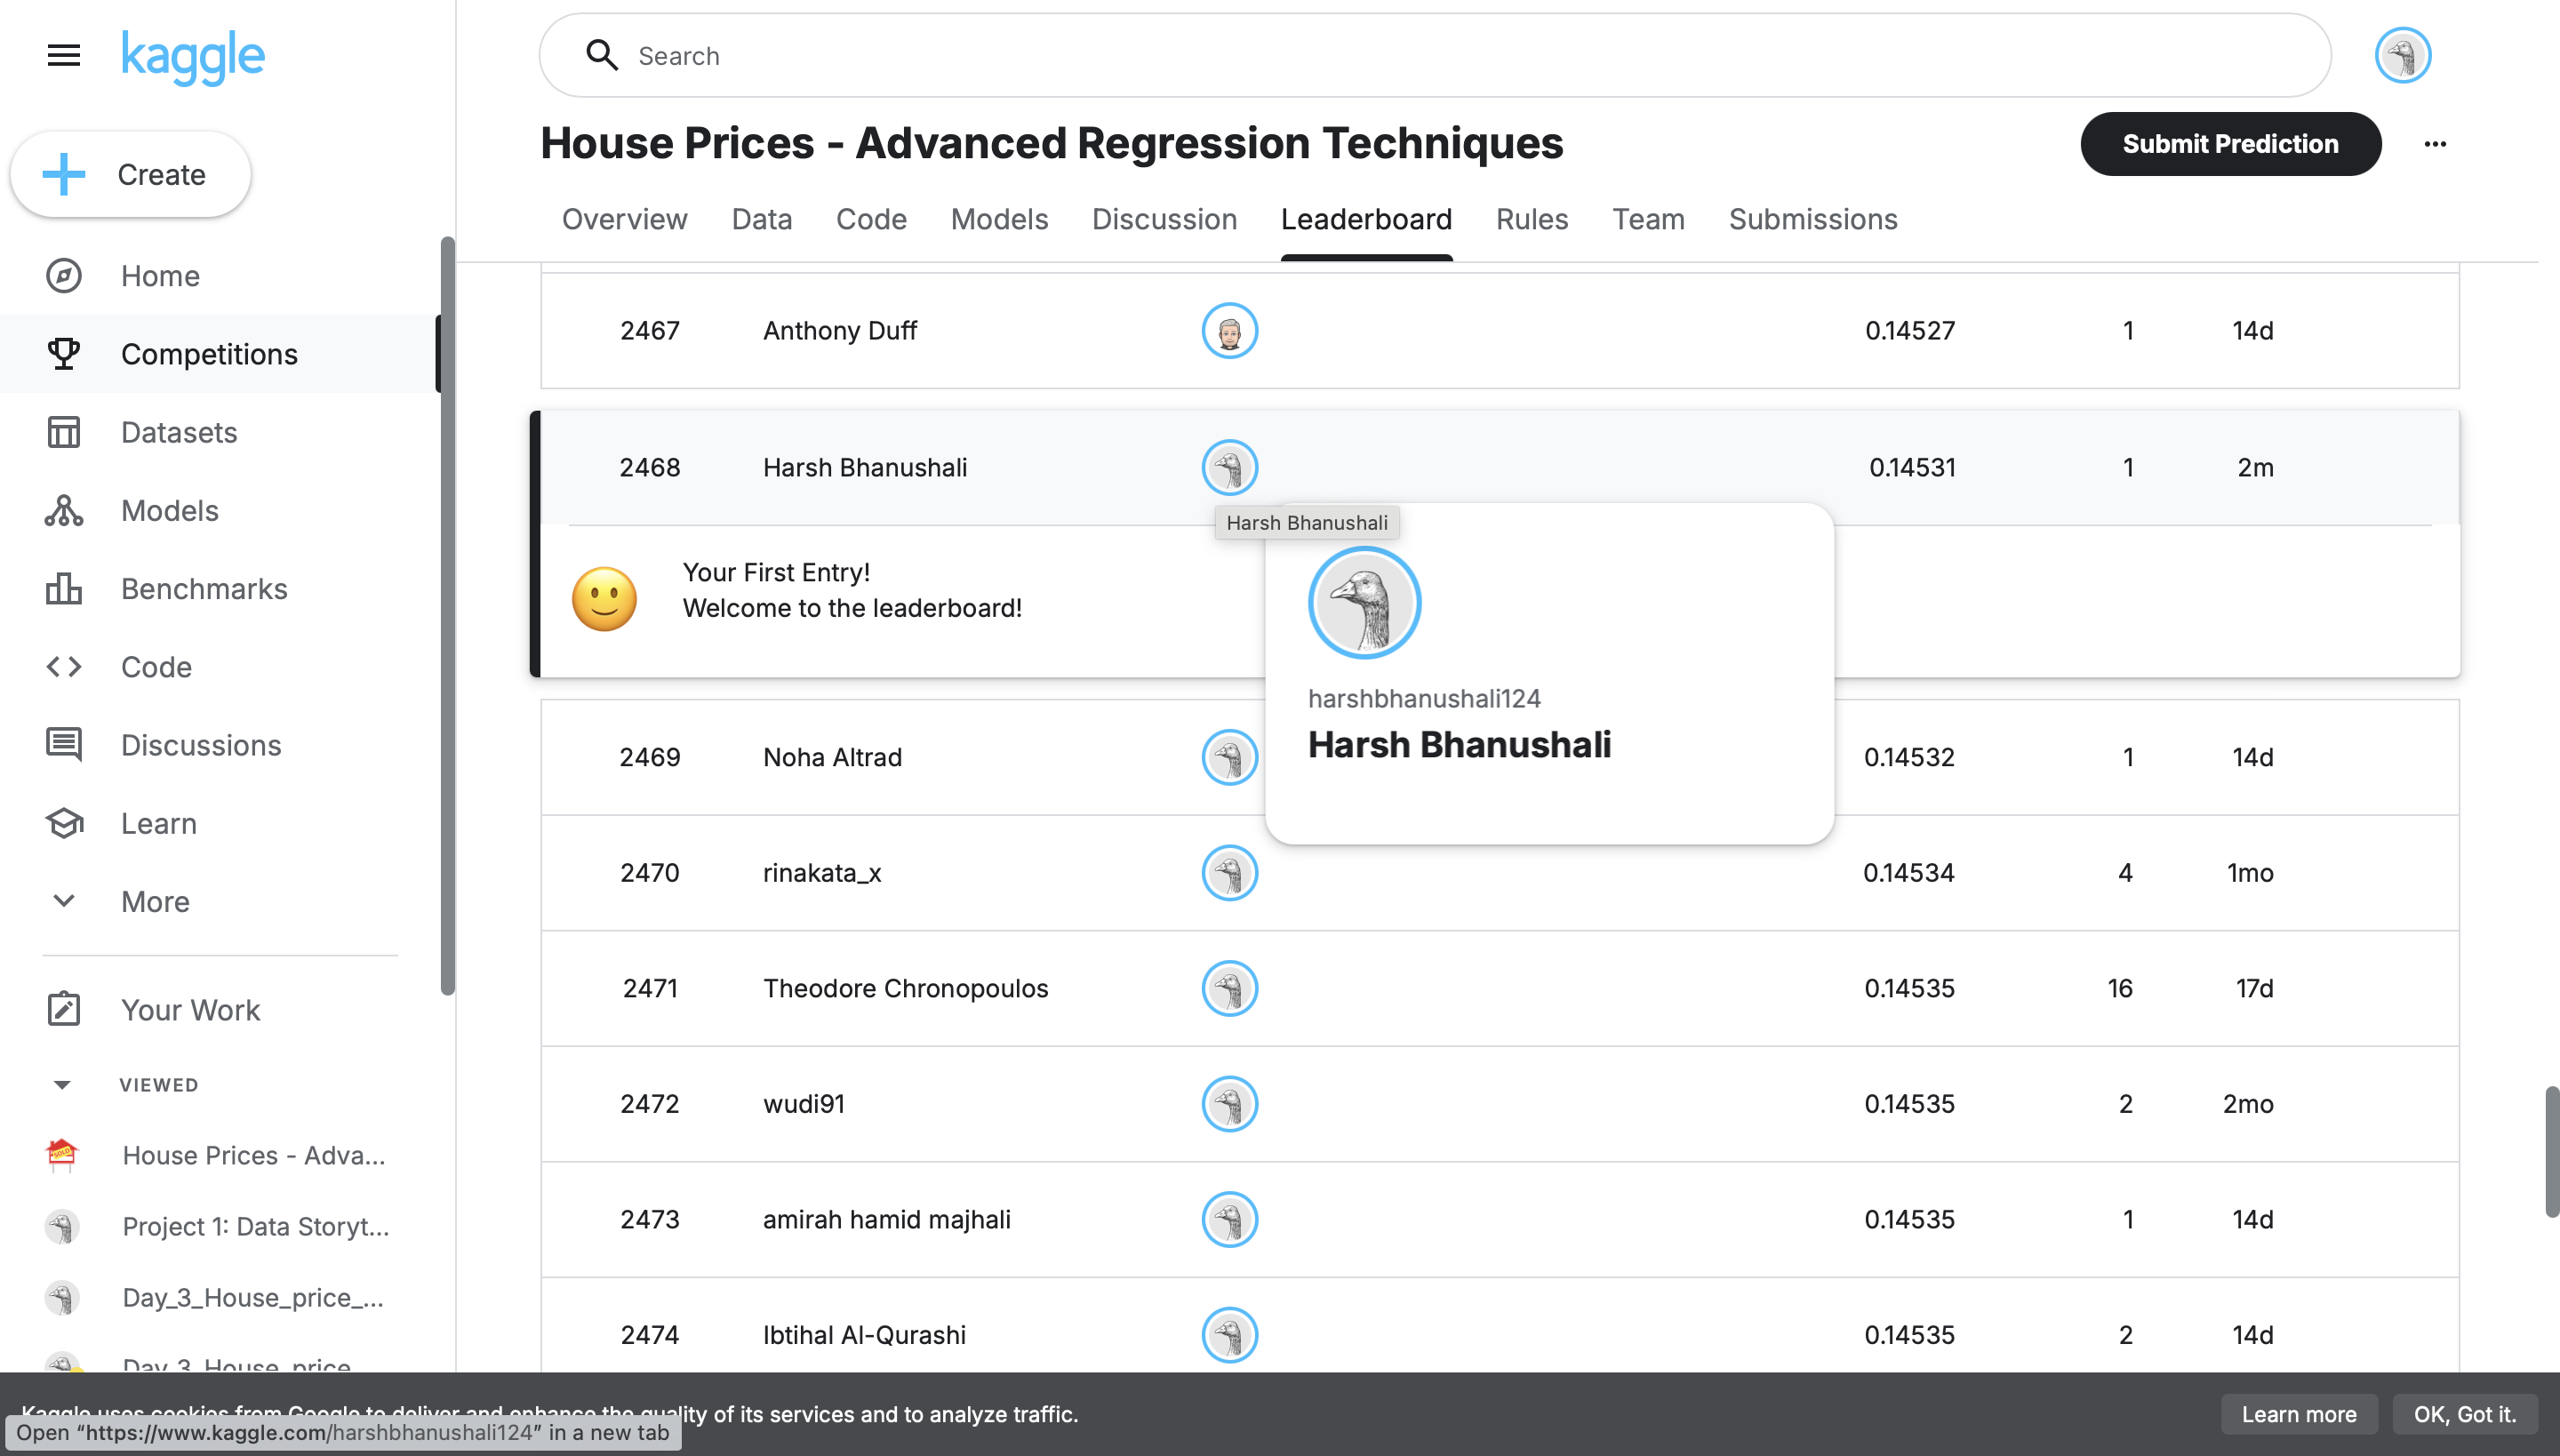 kaggle
Search
Create
House Prices - Advanced Regression Techniques
Submit Prediction
Overview Data Code Models Discussion Leaderboard Rules Team Submissions
Home
Competitions
Datasets
Models
Benchmarks
Code
Discussions
Learn
More
Your Work
VIEWED
House Prices - Adva...
SOLD
Project 1: Data Storyt...
Day_3_House_price_...
Day_3_House_price_
2467 Anthony Duff 0.14527 1 14d
2468 Harsh Bhanushali 0.14531 1 2m
Harsh Bhanushali
Your First Entry!
Welcome to the leaderboard!
harshbhanushali124
Harsh Bhanushali
2469 Noha Altrad 0.14532 1 14d
2470 rinakata_x 0.14534 4 1mo
2471 Theodore Chronopoulos 0.14535 16 17d
2472 wudi91 0.14535 2 2mo
2473 amirah hamid majhali 0.14535 1 14d
2474 Ibtihal Al-Qurashi 0.14535 2 14d
Kaggle uses cookies from Google to deliver and enhance the quality of its services and to analyze traffic.
Learn more
OK, Got it.
Open “https://www.kaggle.com/harshbhanushali124” in a new tab